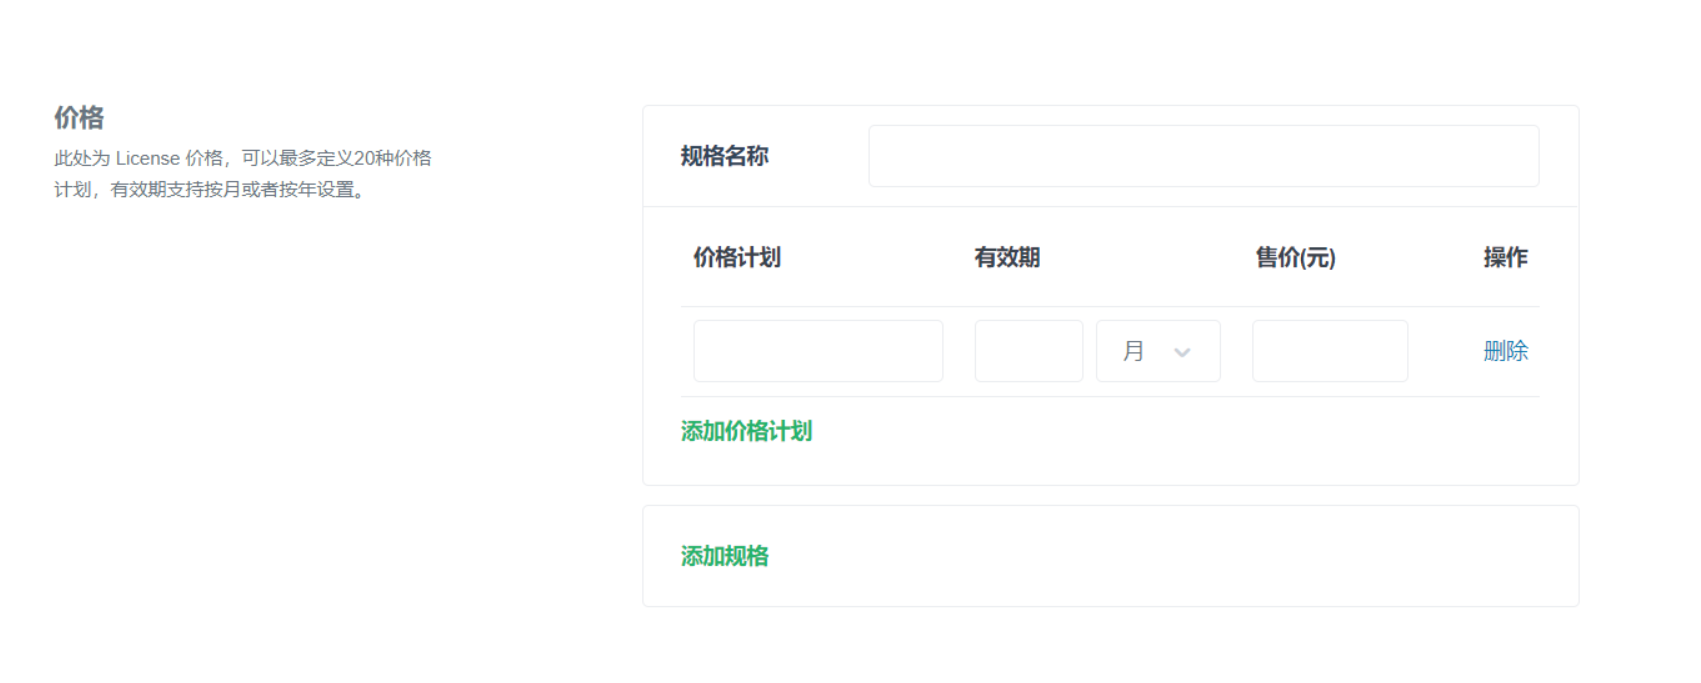 价格
此处为 License 价格，可以最多定义20种价格
计划，有效期支持按月或者按年设置。
规格名称
价格计划 有效期 售价(元) 操作
月 删除
添加价格计划
添加规格